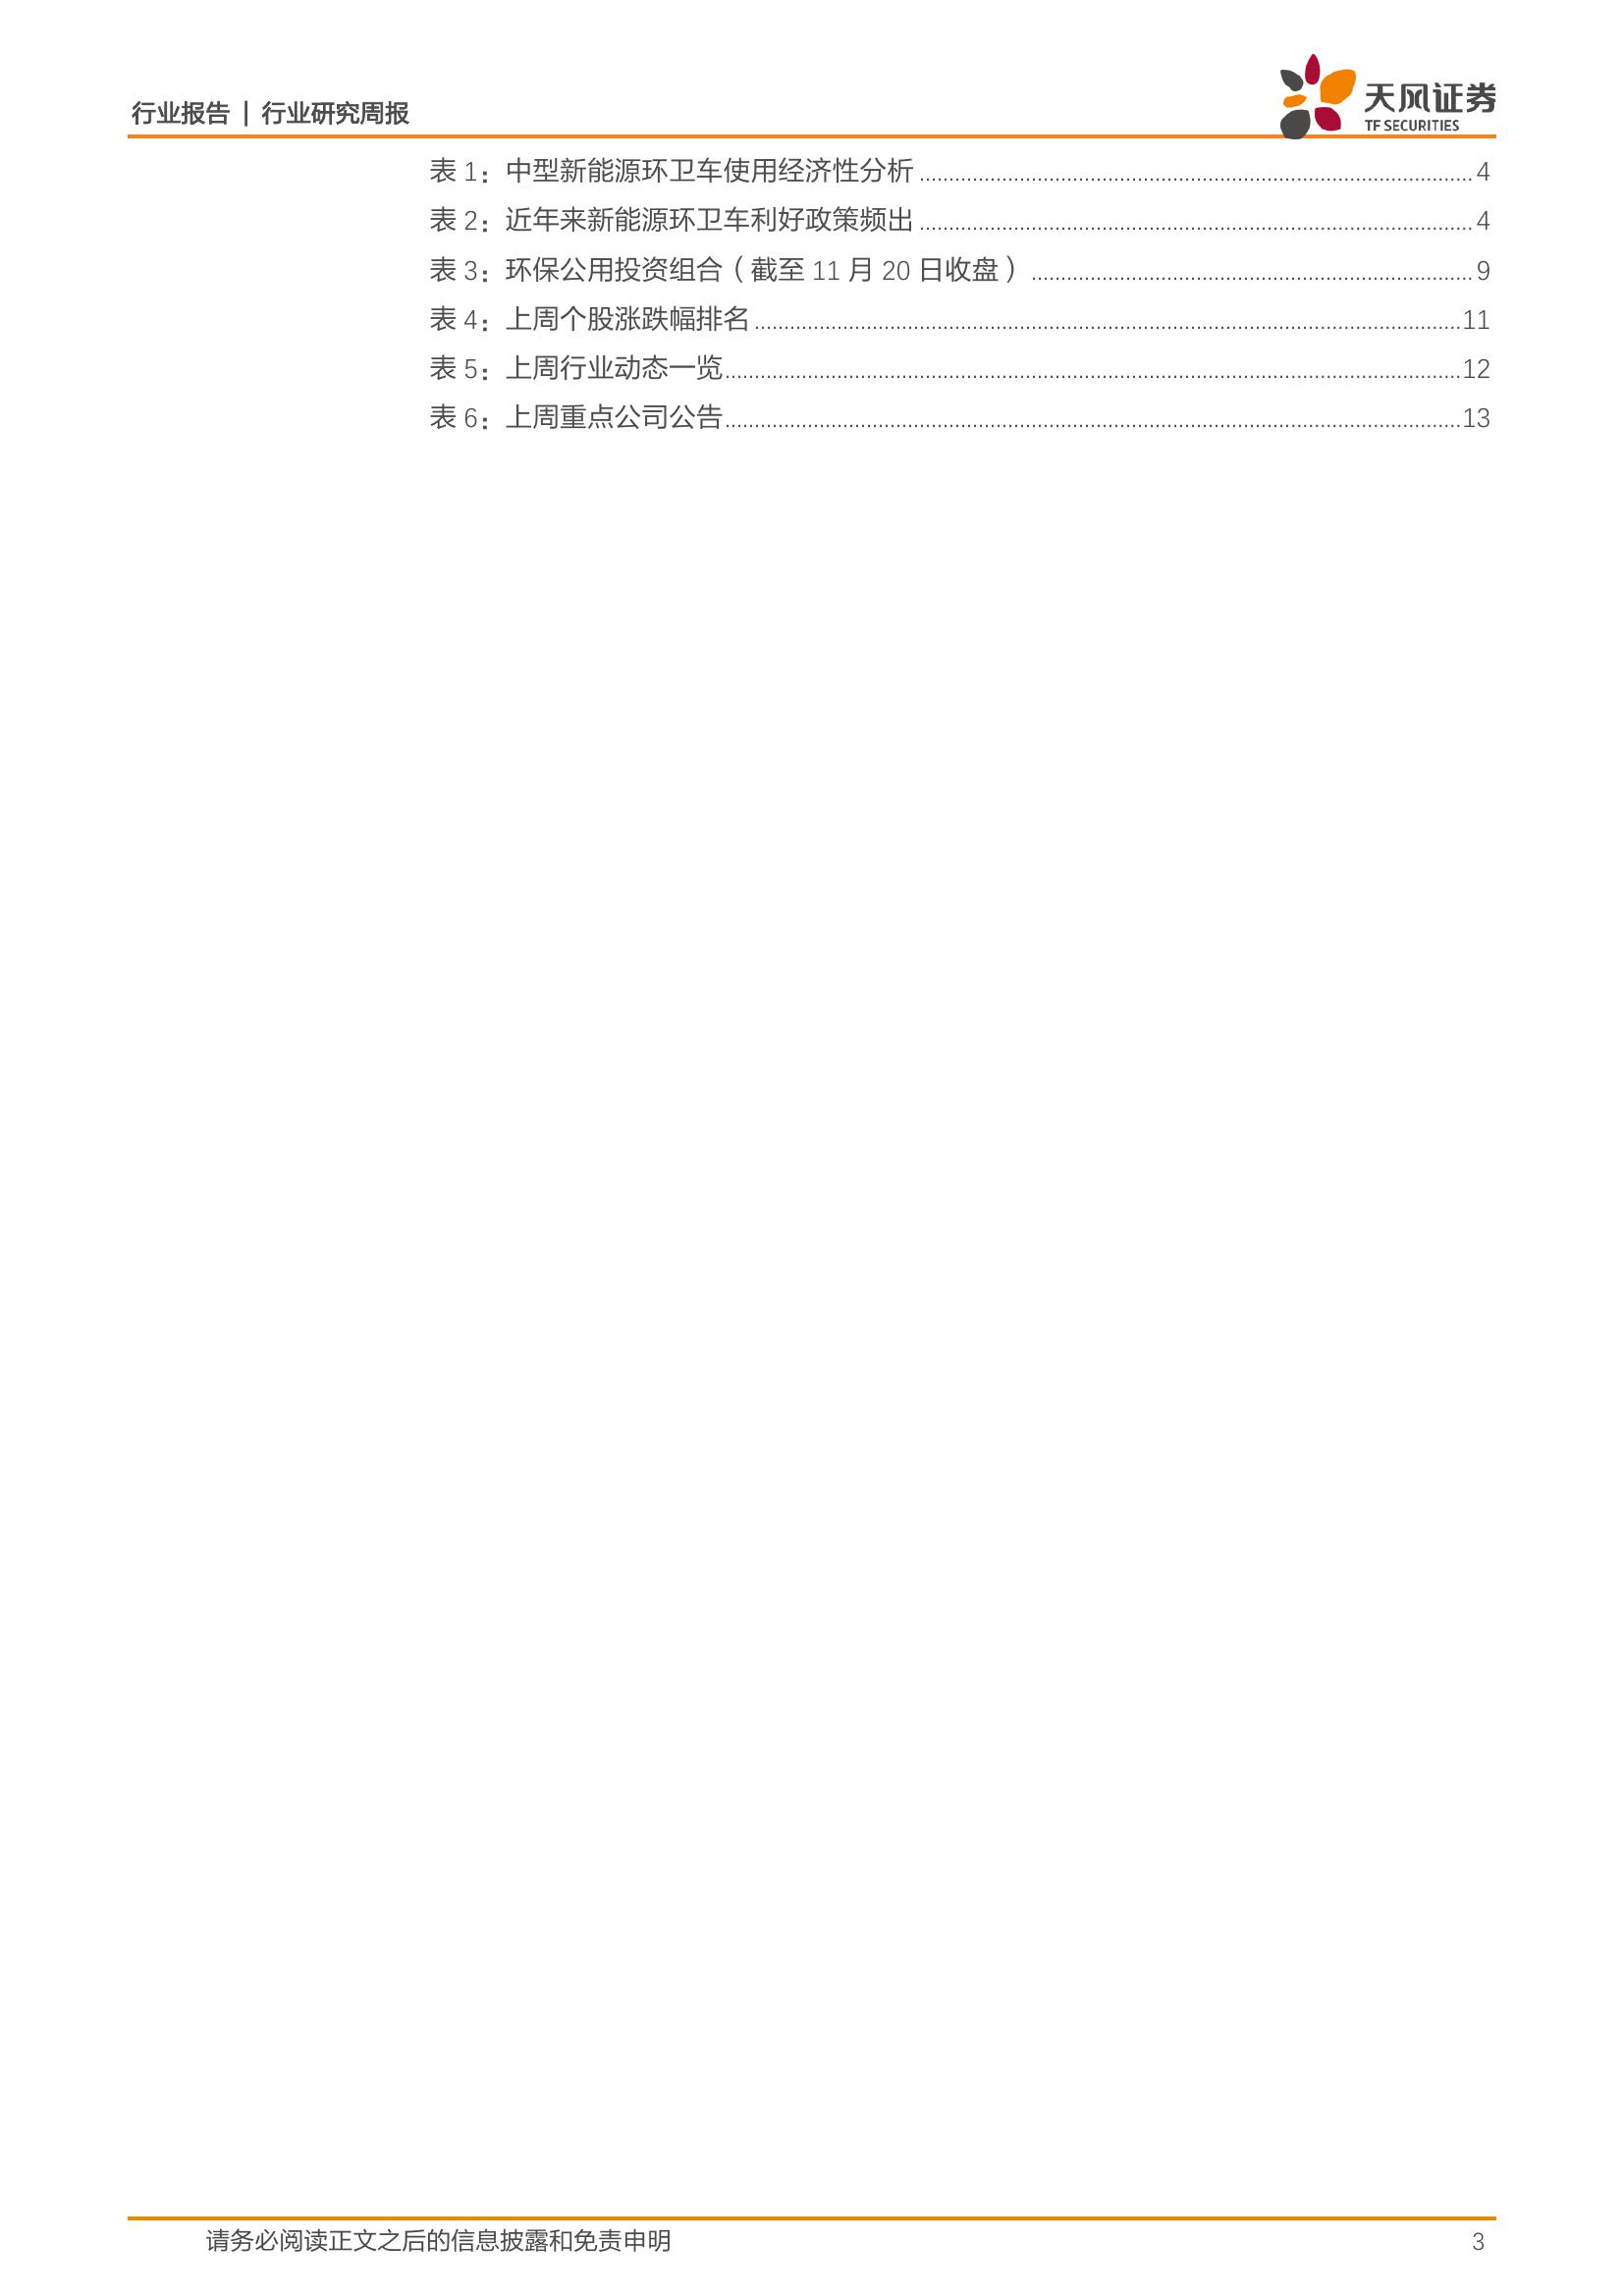 行业报告 | 行业研究周报
天风证券
TF SECURITIES
表 1：中型新能源环卫车使用经济性分析 ........ 4
表 2：近年来新能源环卫车利好政策频出 ........ 4
表 3：环保公用投资组合（截至 11 月 20 日收盘） ........ 9
表 4：上周个股涨跌幅排名 ........ 11
表 5：上周行业动态一览 ........ 12
表 6：上周重点公司公告 ........ 13
请务必阅读正文之后的信息披露和免责申明 3